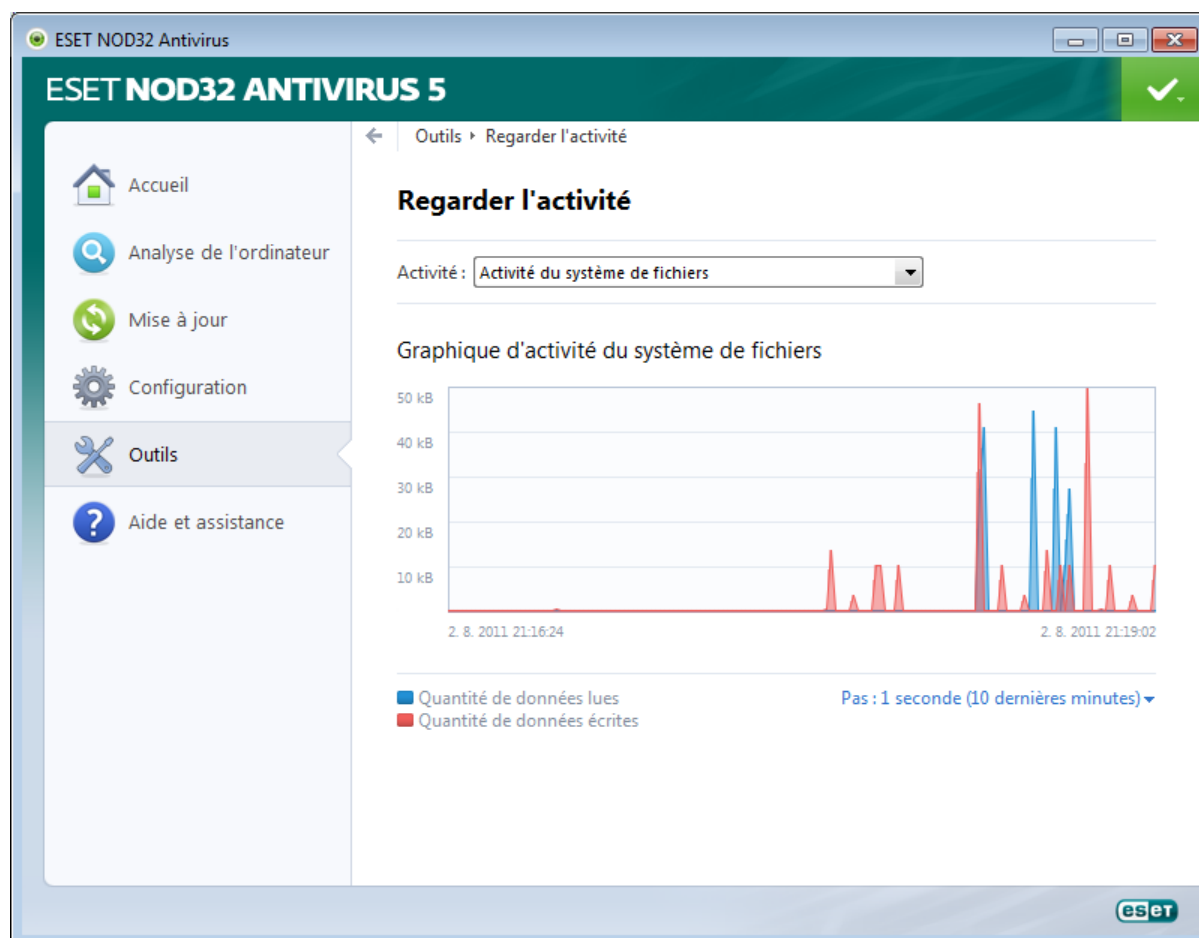 ESET NOD32 Antivirus
ESET NOD32 ANTIVIRUS 5
Outils ▸ Regarder l'activité
Accueil
Analyse de l'ordinateur
Mise à jour
Configuration
Outils
Aide et assistance
Regarder l'activité
Activité : Activité du système de fichiers
Graphique d'activité du système de fichiers
50 kB
40 kB
30 kB
20 kB
10 kB
2. 8. 2011 21:16:24 2. 8. 2011 21:19:02
Quantité de données lues Pas : 1 seconde (10 dernières minutes)
Quantité de données écrites
eseT